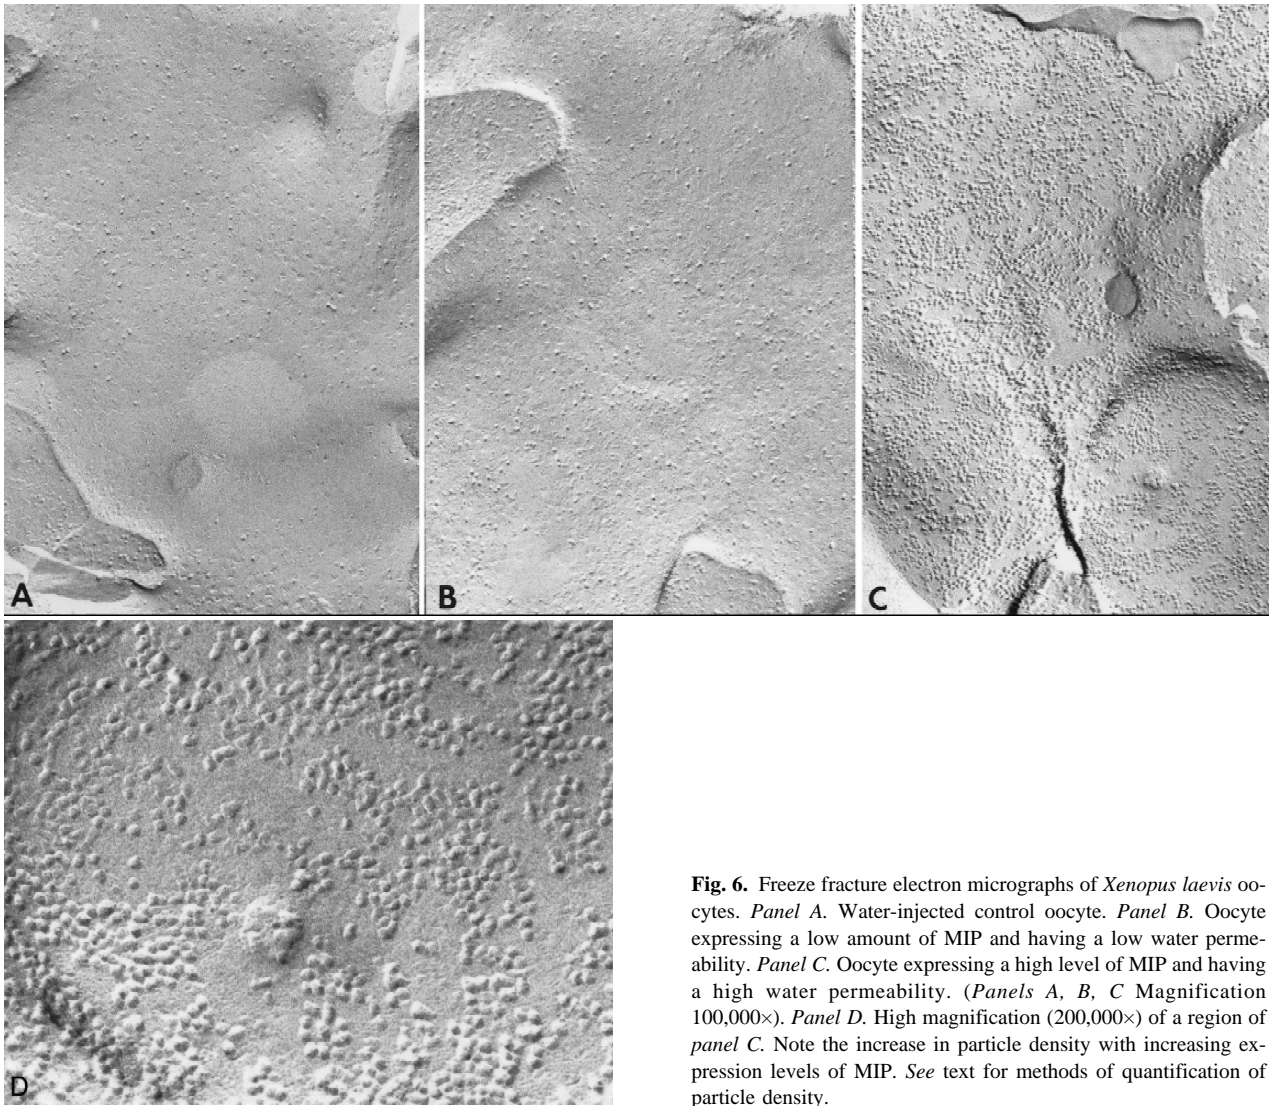 A
B
C
D
Fig. 6. Freeze fracture electron micrographs of Xenopus laevis oo-
cytes. Panel A. Water-injected control oocyte. Panel B. Oocyte
expressing a low amount of MIP and having a low water perme-
ability. Panel C. Oocyte expressing a high level of MIP and having
a high water permeability. (Panels A, B, C Magnification
100,000×). Panel D. High magnification (200,000×) of a region of
panel C. Note the increase in particle density with increasing ex-
pression levels of MIP. See text for methods of quantification of
particle density.